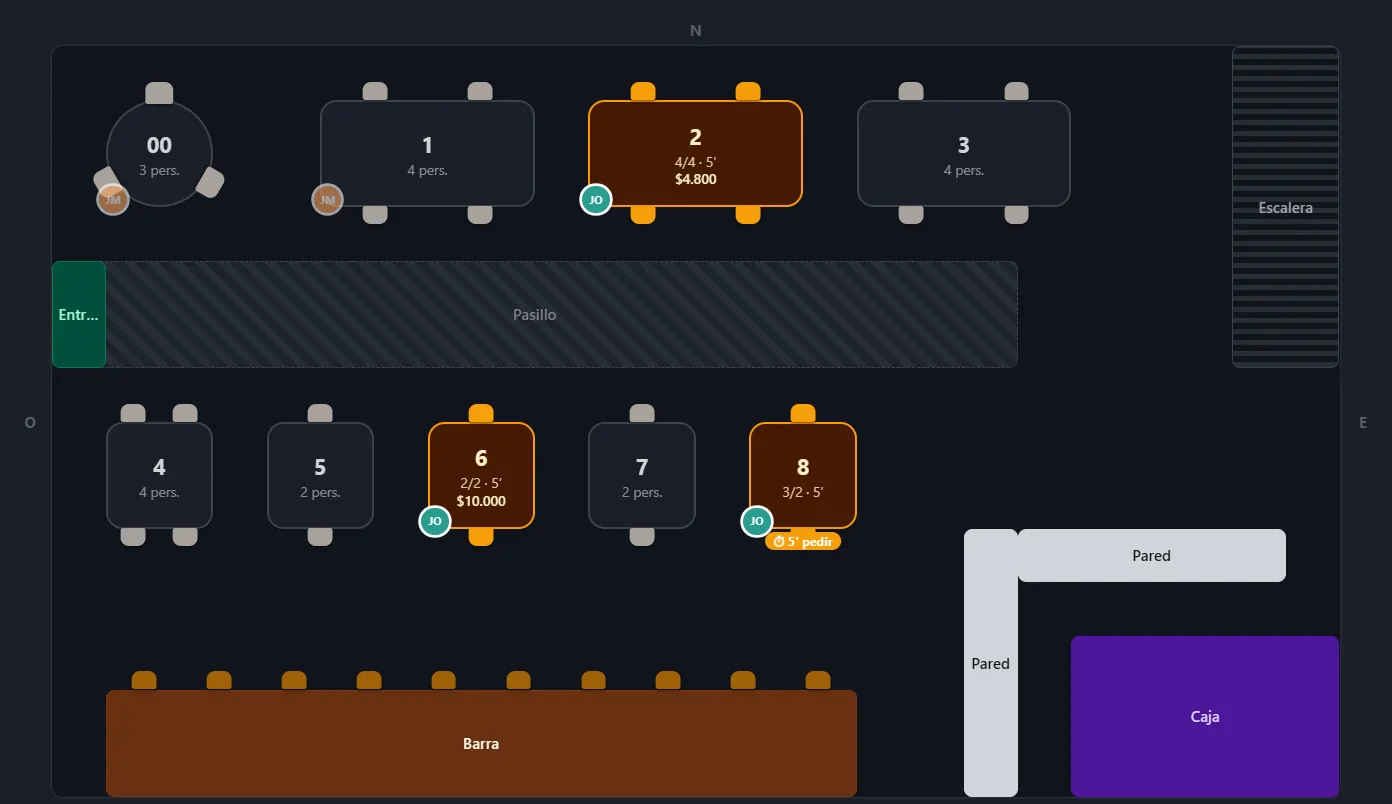 N
00
3 pers.
JM
1
4 pers.
JM
2
4/4 · 5'
$4.800
JO
3
4 pers.
Escalera
Entr...
Pasillo
O
E
4
4 pers.
5
2 pers.
6
2/2 · 5'
$10.000
JO
7
2 pers.
8
3/2 · 5'
JO
5' pedir
Pared
Pared
Caja
Barra